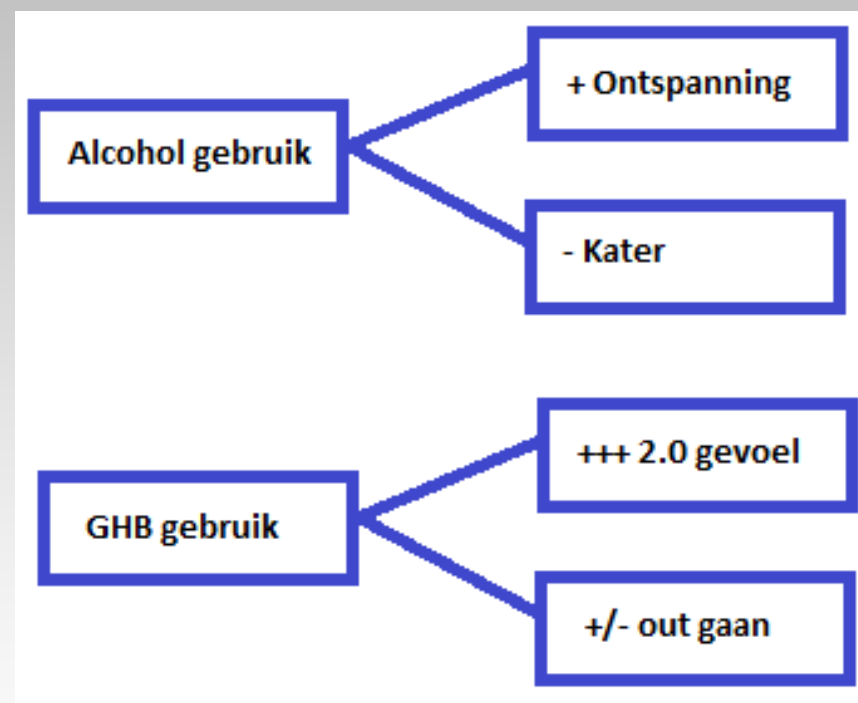 + Ontspanning
Alcohol gebruik
- Kater
+++ 2.0 gevoel
GHB gebruik
+/- out gaan